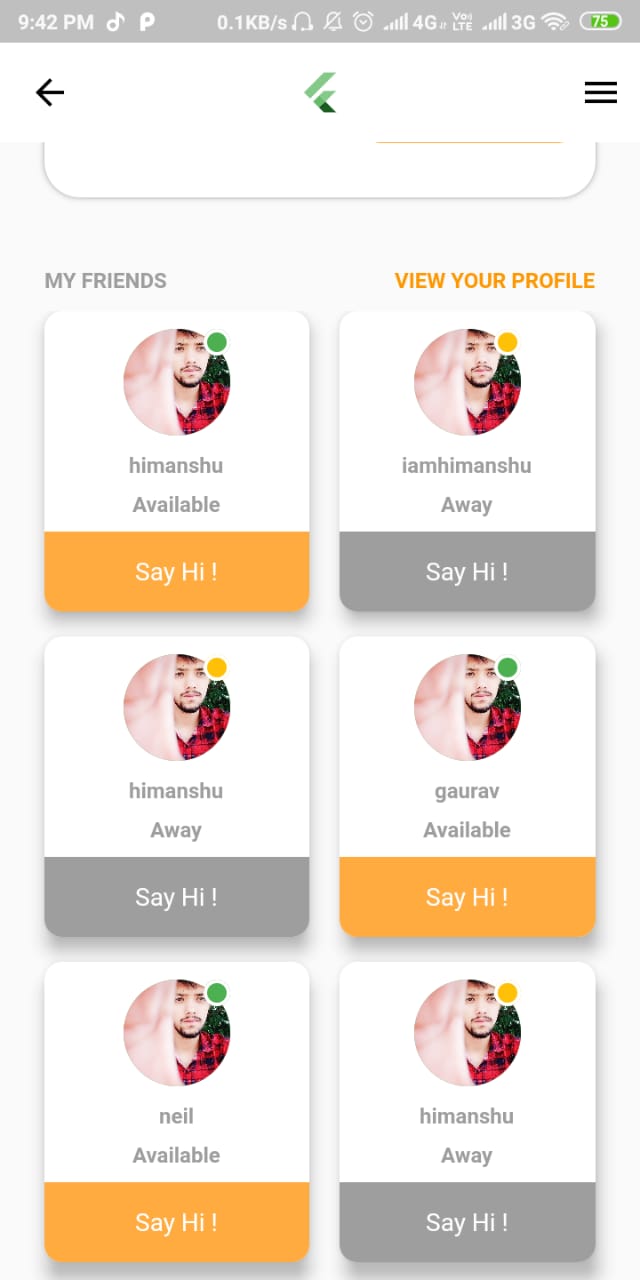 9:42 PM 0.1KB/s 4G Vo) LTE 3G 75
MY FRIENDS VIEW YOUR PROFILE
himanshu iamhimanshu
Available Away
Say Hi ! Say Hi !
himanshu gaurav
Away Available
Say Hi ! Say Hi !
neil himanshu
Available Away
Say Hi ! Say Hi !